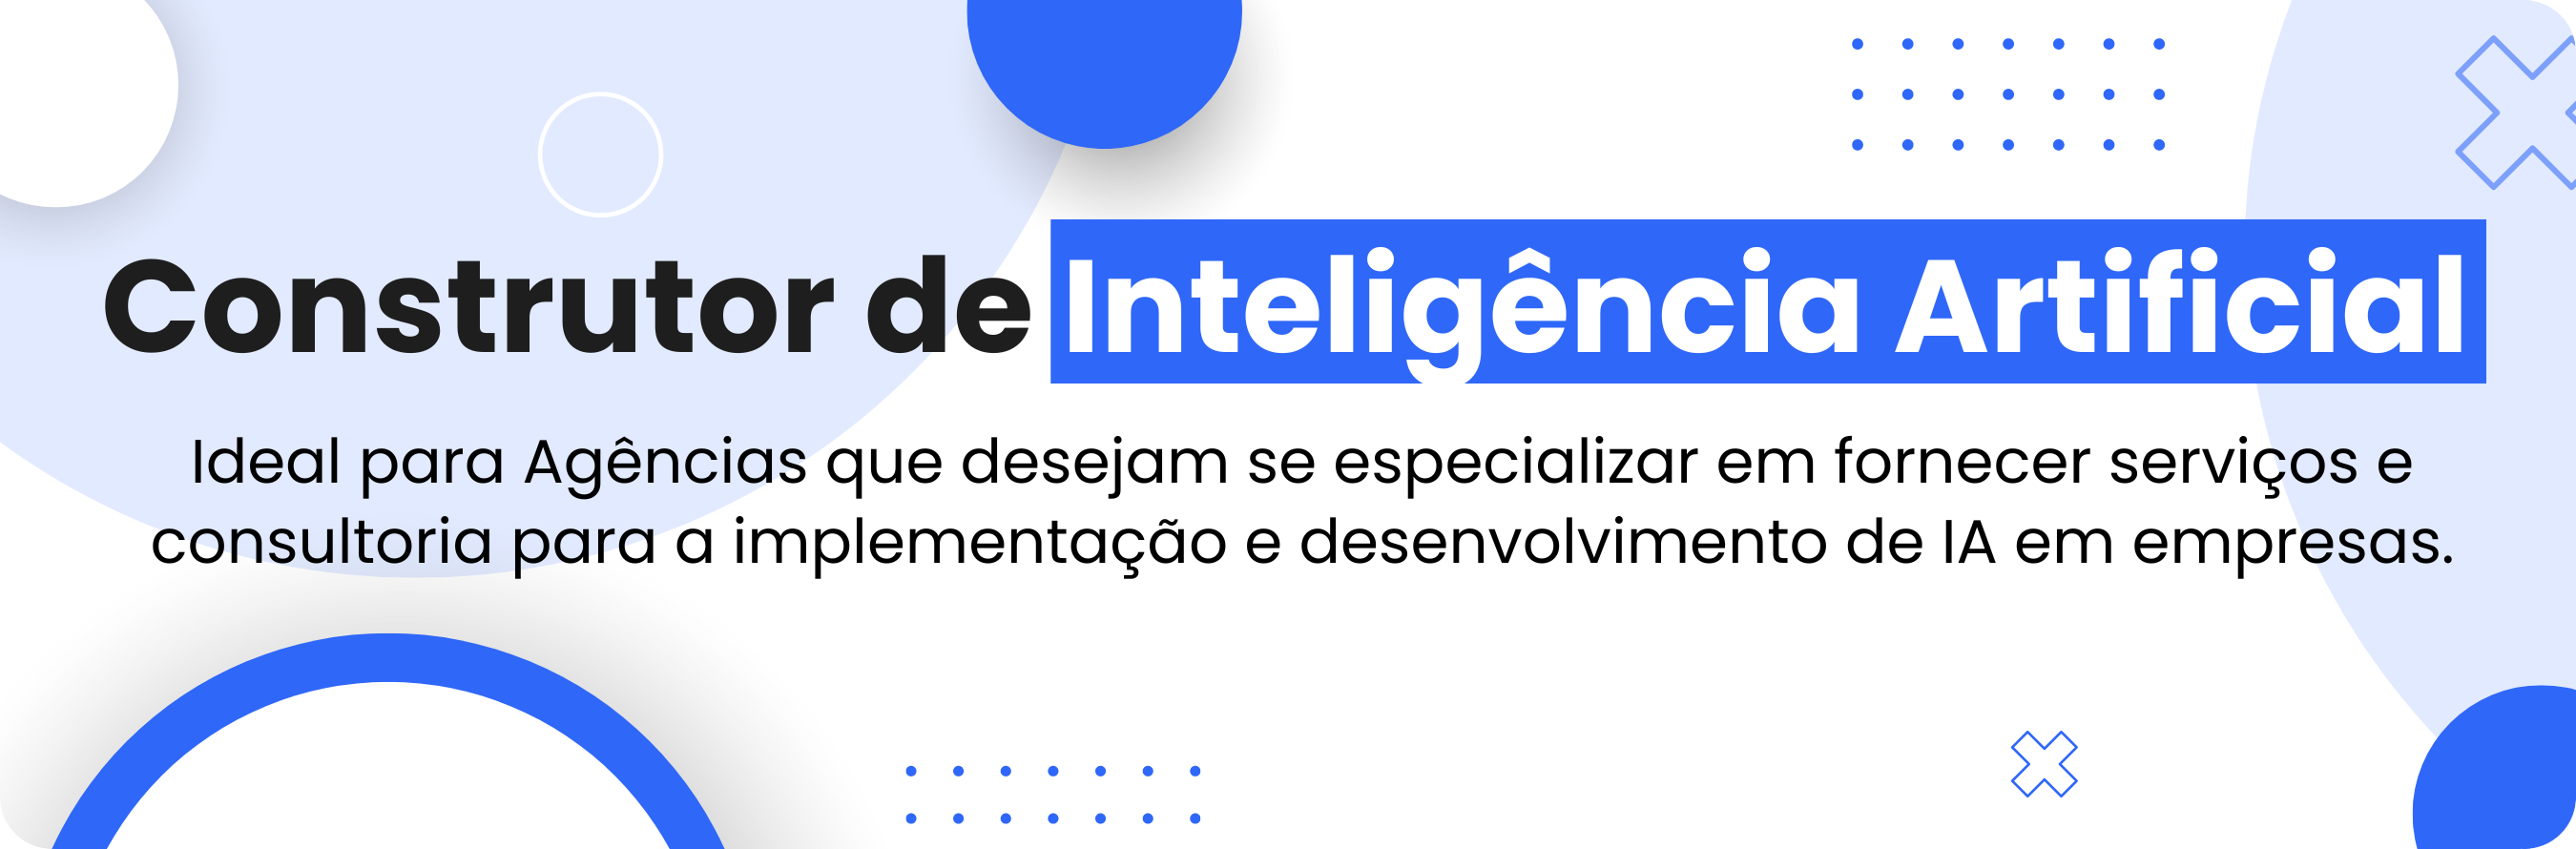 Construtor de Inteligência Artificial
Ideal para Agências que desejam se especializar em fornecer serviços e
consultoria para a implementação e desenvolvimento de IA em empresas.